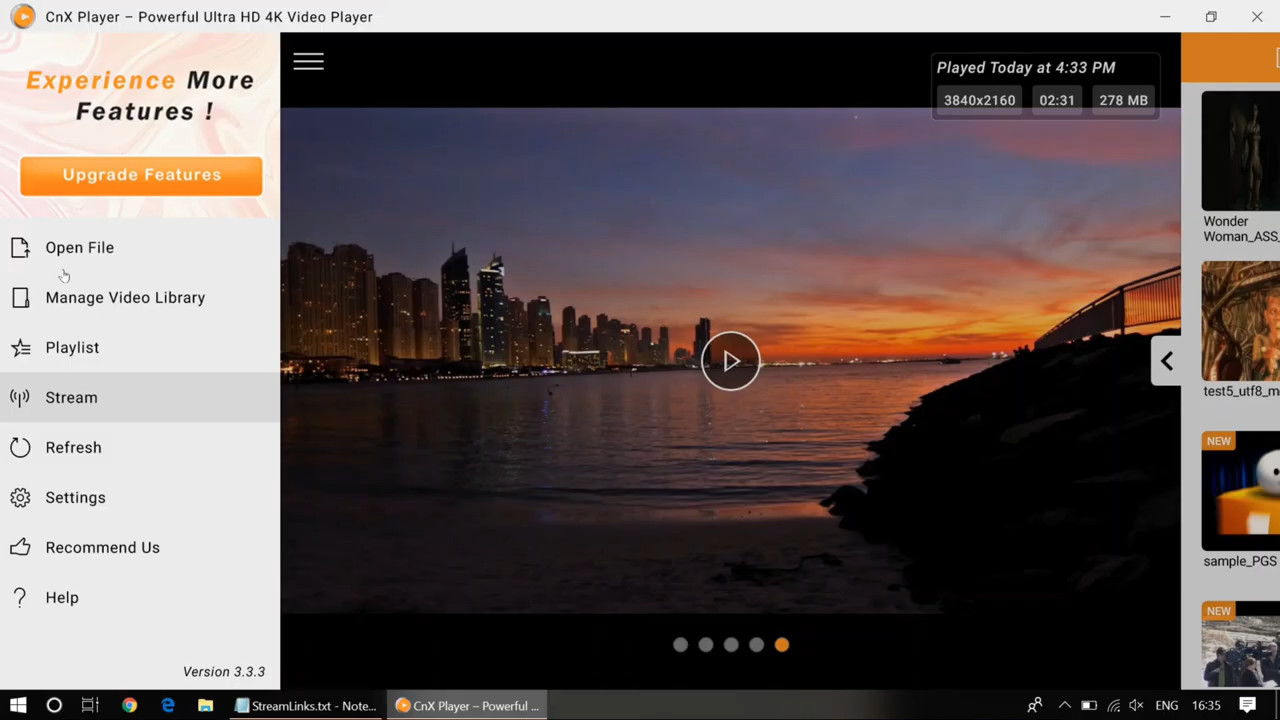 CnX Player – Powerful Ultra HD 4K Video Player
Experience More
Features !
Upgrade Features
Open File
Manage Video Library
Playlist
Stream
Refresh
Settings
Recommend Us
Help
Version 3.3.3
Played Today at 4:33 PM
3840x2160 02:31 278 MB
Wonder
Woman_ASS_
test5_utf8_m
NEW
sample_PGS
NEW
StreamLinks.txt - Note...
CnX Player – Powerful ...
ENG
16:35